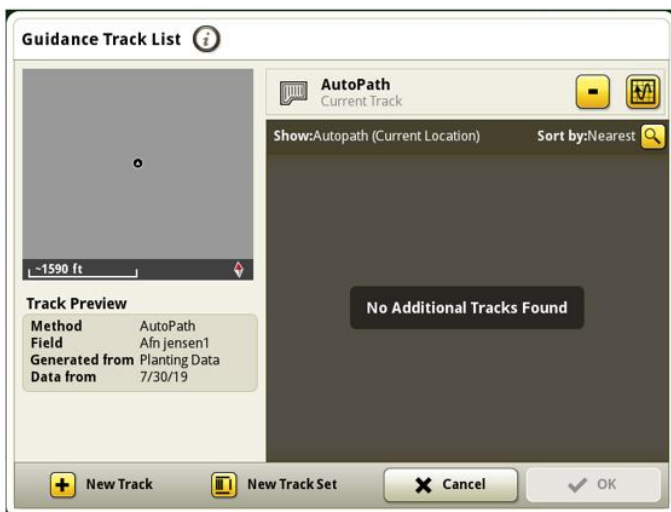 Guidance Track List
AutoPath
Current Track
Show:Autopath (Current Location) Sort by:Nearest
~1590 ft
No Additional Tracks Found
Track Preview
Method AutoPath
Field Afn jensen1
Generated from Planting Data
Data from 7/30/19
New Track New Track Set Cancel OK